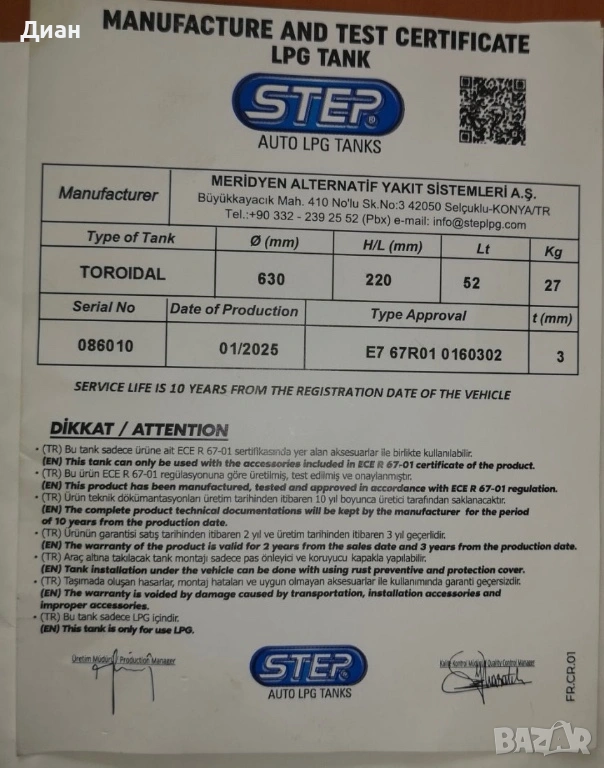 Диан
MANUFACTURE AND TEST CERTIFICATE
LPG TANK
STEP®
AUTO LPG TANKS
Manufacturer
MERİDYEN ALTERNATİF YAKIT SİSTEMLERİ A.Ş.
Büyükkayacık Mah. 410 No'lu Sk.No:3 42050 Selçuklu-KONYA/TR
Tel.:+90 332 - 239 25 52 (Pbx) e-mail: info@steplpg.com
Type of Tank Ø (mm) H/L (mm) Lt Kg
TOROIDAL 630 220 52 27
Serial No Date of Production Type Approval t (mm)
086010 01/2025 E7 67R01 0160302 3
SERVICE LIFE IS 10 YEARS FROM THE REGISTRATION DATE OF THE VEHICLE
DİKKAT / ATTENTION
• (TR) Bu tank sadece ürüne ait ECE R 67-01 sertifikasında yer alan aksesuarlar ile birlikte kullanılabilir.
(EN) This tank can only be used with the accessories included in ECE R 67-01 certificate of the product.
• (TR) Bu ürün ECE R 67-01 regülasyonuna göre üretilmiş, test edilmiş ve onaylanmıştır.
(EN) This product has been manufactured, tested and approved in accordance with ECE R 67-01 regulation.
• (TR) Ürün teknik dökümantasyonları üretim tarihinden itibaren 10 yıl boyunca üretici tarafından saklanacaktır.
(EN) The complete product technical documentations will be kept by the manufacturer for the period
of 10 years from the production date.
• (TR) Ürünün garantisi satış tarihinden itibaren 2 yıl ve üretim tarihinden itibaren 3 yıl geçerlidir.
(EN) The warranty of the product is valid for 2 years from the sales date and 3 years from the production date.
• (TR) Araç altına takılacak tank montajı sadece pas önleyici ve koruyucu kapakla yapılabilir.
(EN) Tank installation under the vehicle can be done with using rust preventive and protection cover.
• (TR) Taşımada oluşan hasarlar, montaj hataları ve uygun olmayan aksesuarlar ile kullanımında garanti geçersizdir.
(EN) The warranty is voided by damage caused by transportation, installation accessories and
improper accessories.
• (TR) Bu tank sadece LPG içindir.
(EN) This tank is only for use LPG.
Üretim Müdürü / Production Manager
STEP®
AUTO LPG TANKS
Kalite Kontrol Müdürü / Quality Control Manager
FR.CR.01
BAZAR